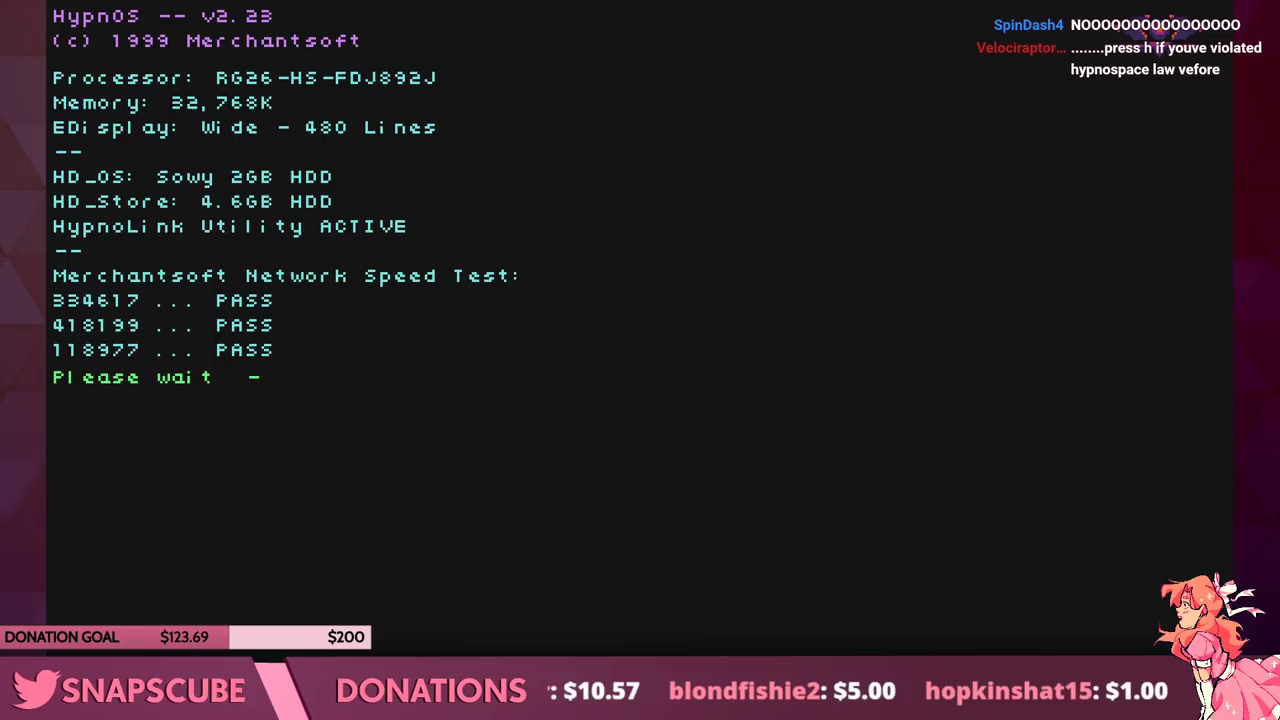 HypnOS -- v2.23
(c) 1999 Merchantsoft
Processor: RG26-HS-FDJ892J
Memory: 32,768K
EDisplay: Wide - 480 Lines
--
HD_OS: Sowy 2GB HDD
HD_Store: 4.6GB HDD
HypnoLink Utility ACTIVE
--
Merchantsoft Network Speed Test:
334617 ... PASS
418199 ... PASS
118977 ... PASS
Please wait -
SpinDash4 NOOOOOOOOOOOOOOOO
Velociraptor... ........press h if youve violated
hypnospace law vefore
DONATION GOAL $123.69 $200
SNAPSCUBE DONATIONS : $10.57 blondfishie2: $5.00 hopkinshat15: $1.00